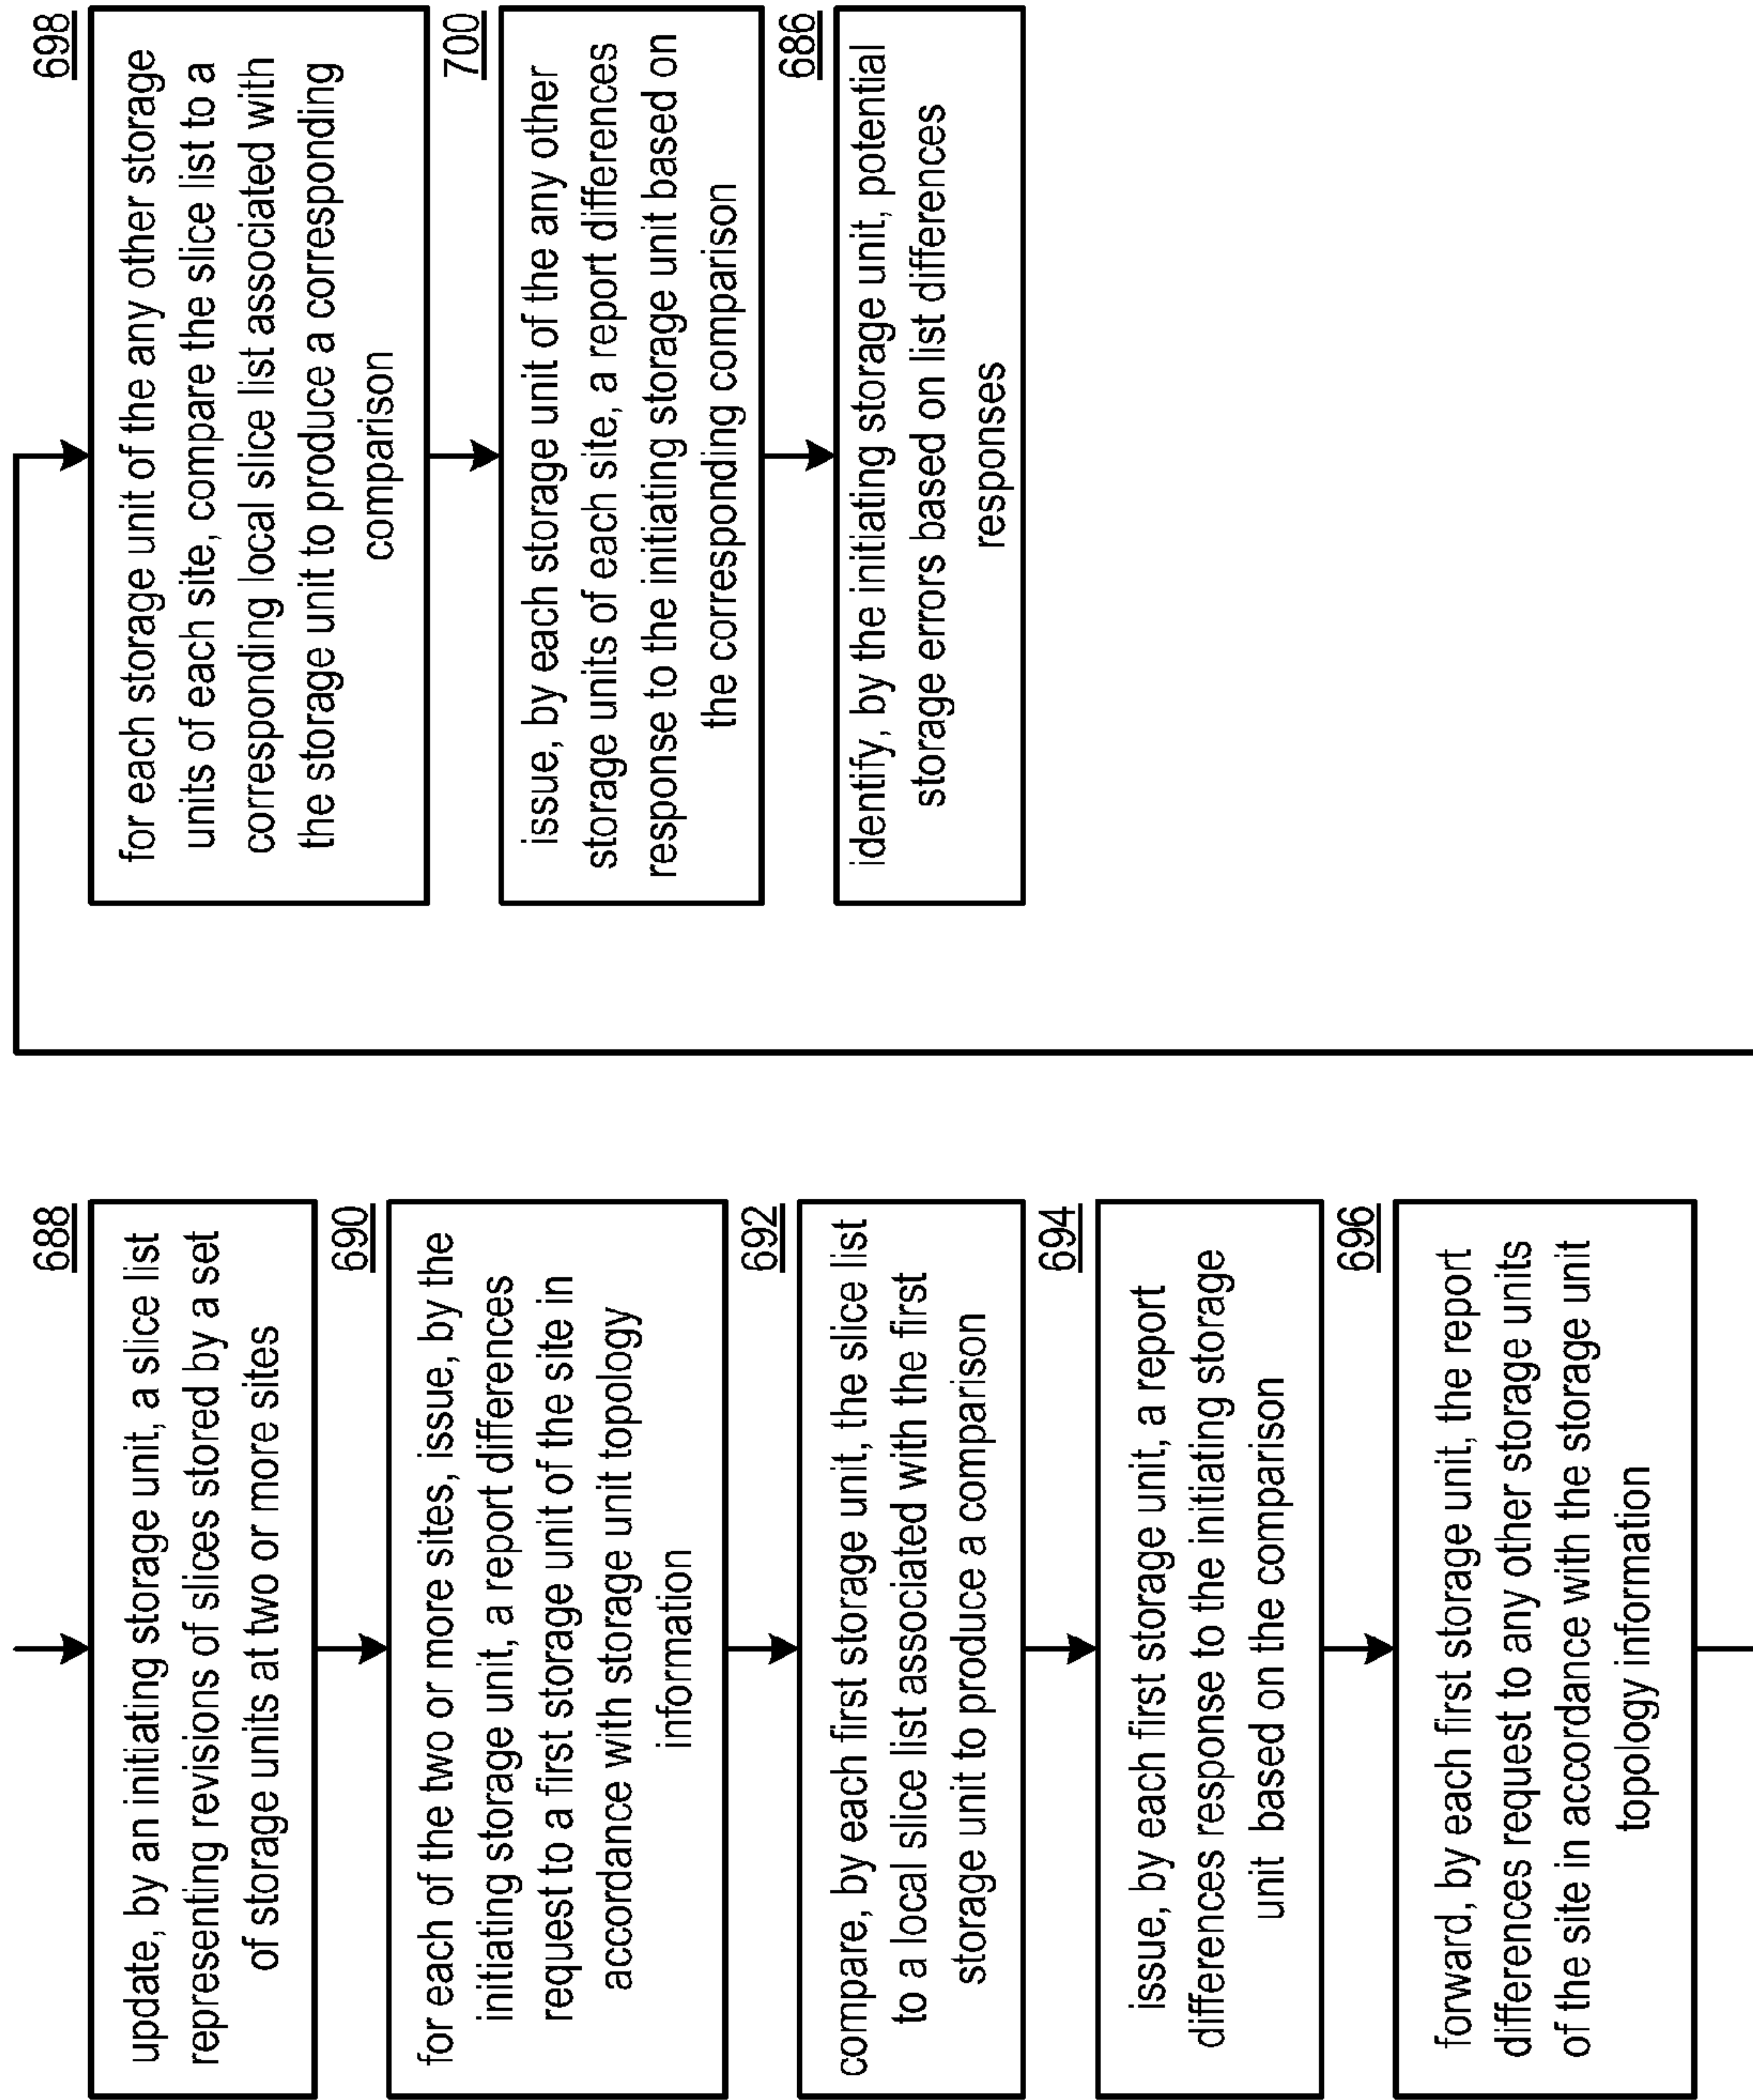 688
update, by an initiating storage unit, a slice list
representing revisions of slices stored by a set
of storage units at two or more sites
690
for each of the two or more sites, issue, by the
initiating storage unit, a report differences
request to a first storage unit of the site in
accordance with storage unit topology
information
692
compare, by each first storage unit, the slice list
to a local slice list associated with the first
storage unit to produce a comparison
694
issue, by each first storage unit, a report
differences response to the initiating storage
unit based on the comparison
696
forward, by each first storage unit, the report
differences request to any other storage units
of the site in accordance with the storage unit
topology information
698
for each storage unit of the any other storage
units of each site, compare the slice list to a
corresponding local slice list associated with
the storage unit to produce a corresponding
comparison
700
issue, by each storage unit of the any other
storage units of each site, a report differences
response to the initiating storage unit based on
the corresponding comparison
686
identify, by the initiating storage unit, potential
storage errors based on list differences
responses